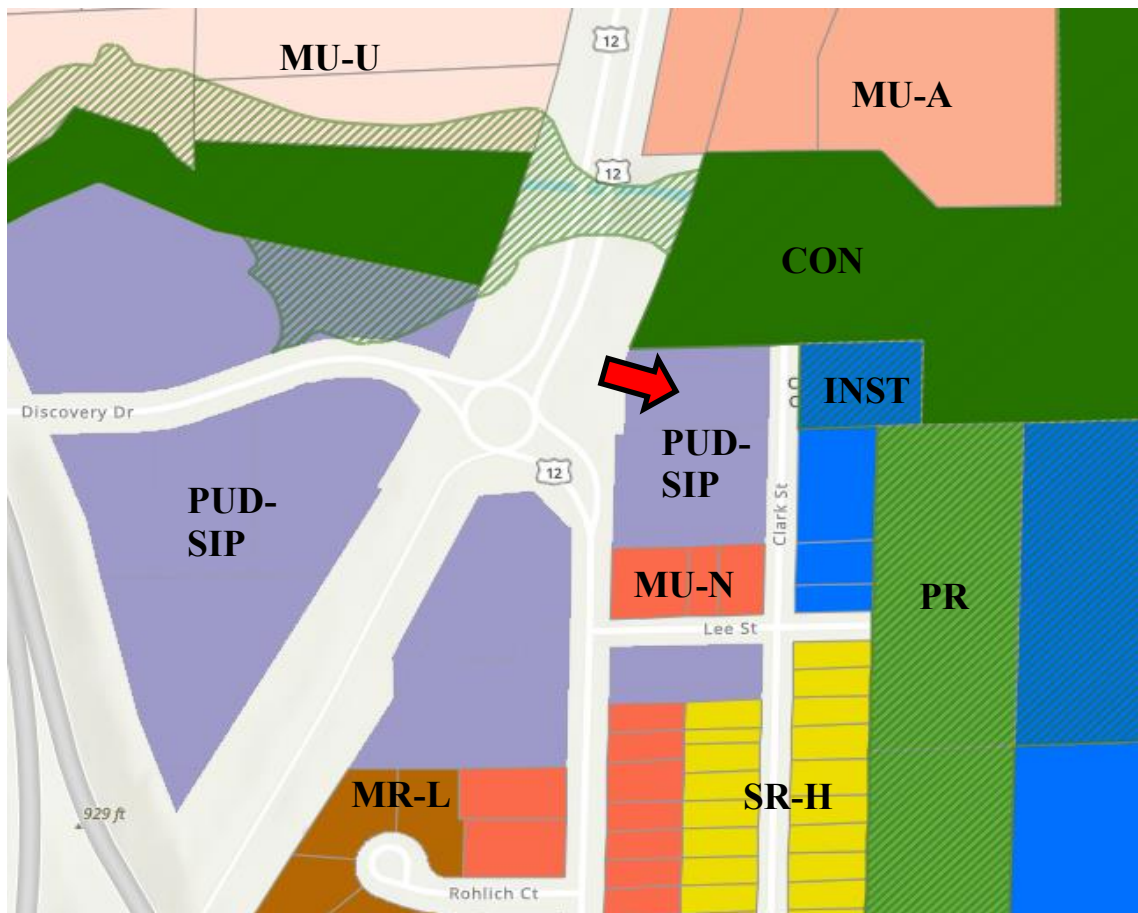 12
MU-U
MU-A
12
CON
Discovery Dr
INST
PUD-
SIP
12
PUD-
SIP
Clark St
MU-N
PR
Lee St
MR-L
SR-H
929 ft
Rohlich Ct